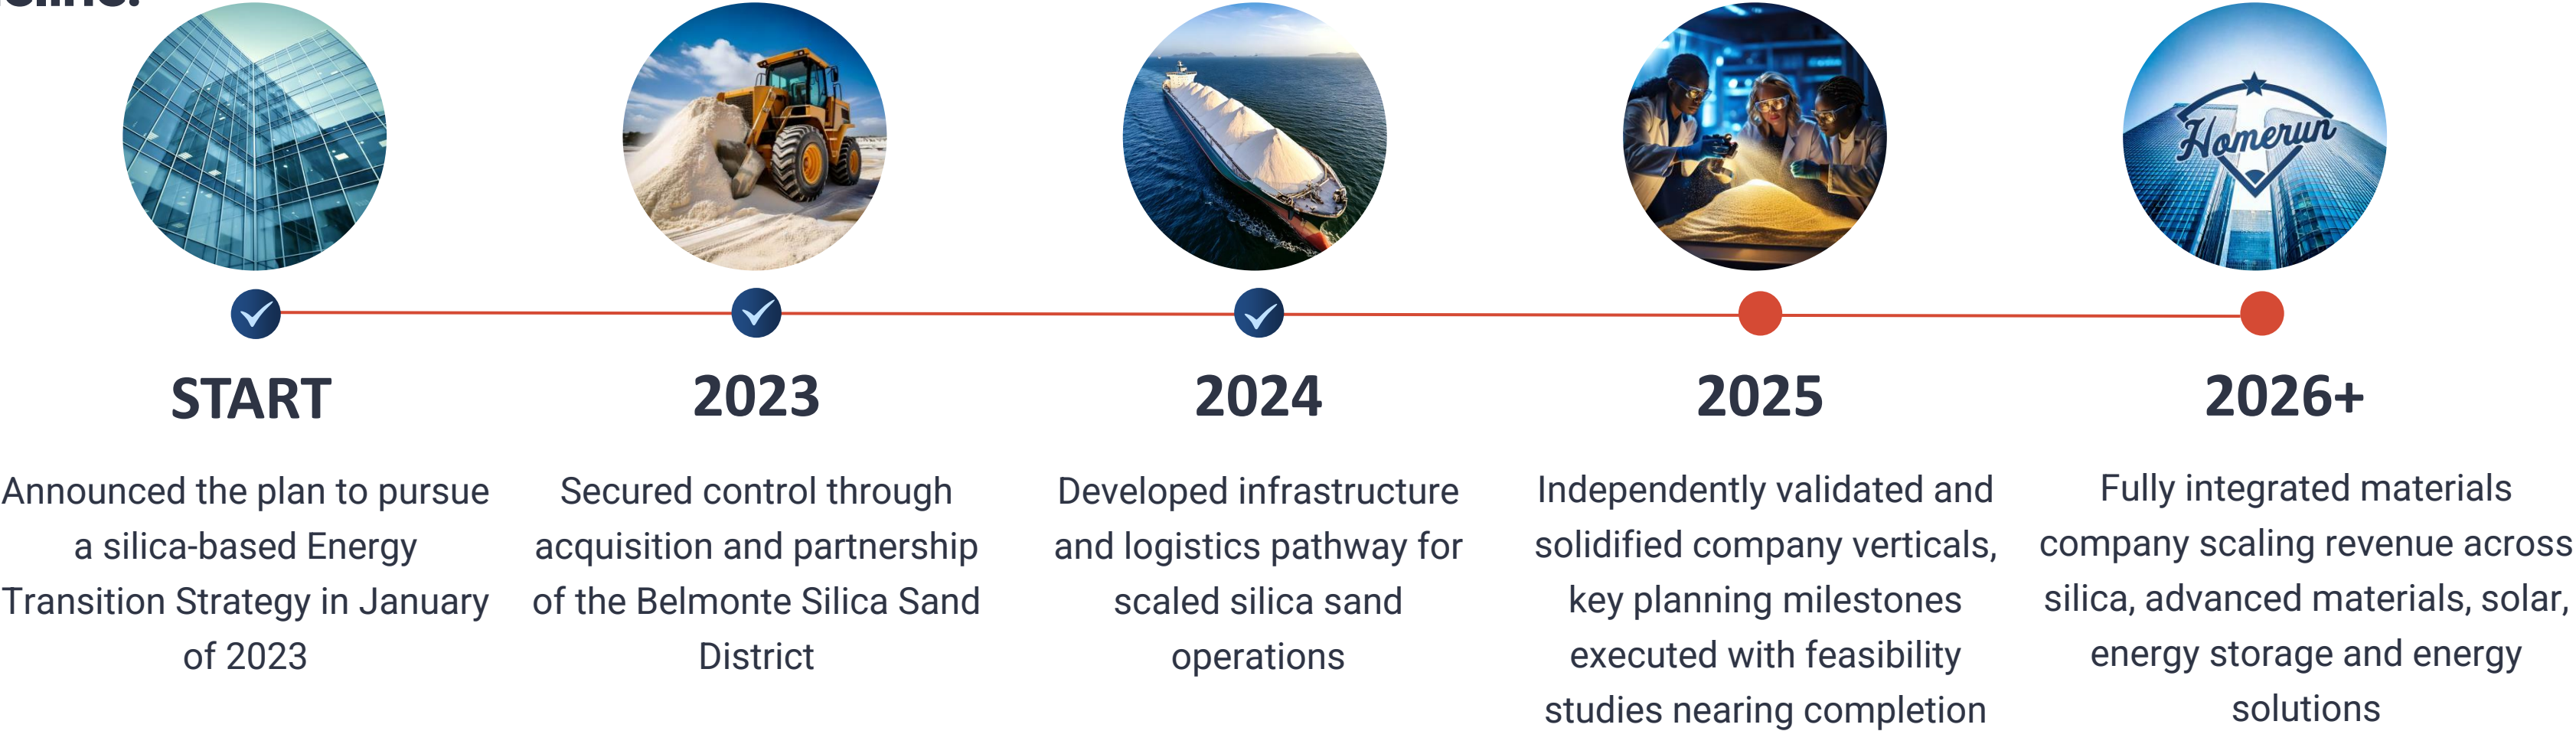 Homerun
START
Announced the plan to pursue
a silica-based Energy
Transition Strategy in January
of 2023
2023
Secured control through
acquisition and partnership
of the Belmonte Silica Sand
District
2024
Developed infrastructure
and logistics pathway for
scaled silica sand
operations
2025
Independently validated and
solidified company verticals,
key planning milestones
executed with feasibility
studies nearing completion
2026+
Fully integrated materials
company scaling revenue across
silica, advanced materials, solar,
energy storage and energy
solutions